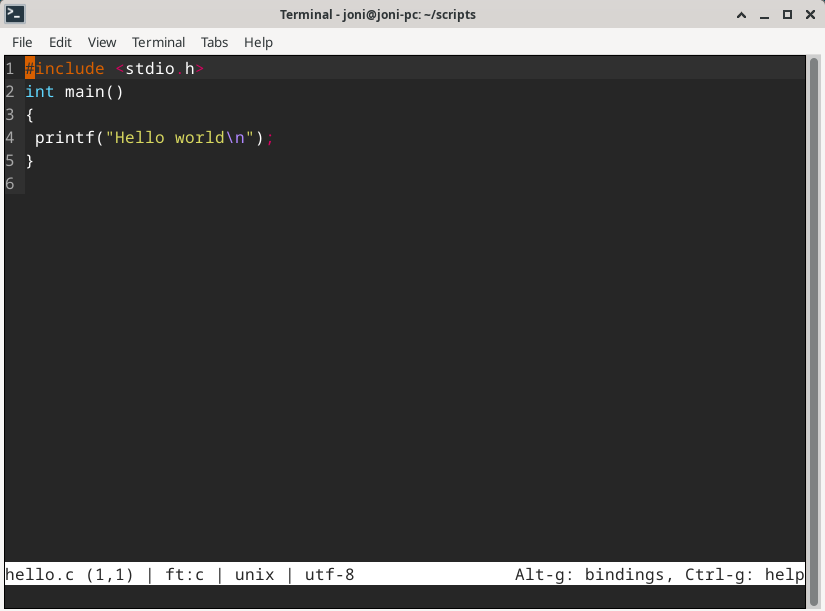 Terminal - joni@joni-pc: ~/scripts
File Edit View Terminal Tabs Help
1 #include <stdio.h>
2 int main()
3 {
4  printf("Hello world\n");
5 }
6
hello.c (1,1) | ft:c | unix | utf-8 Alt-g: bindings, Ctrl-g: help